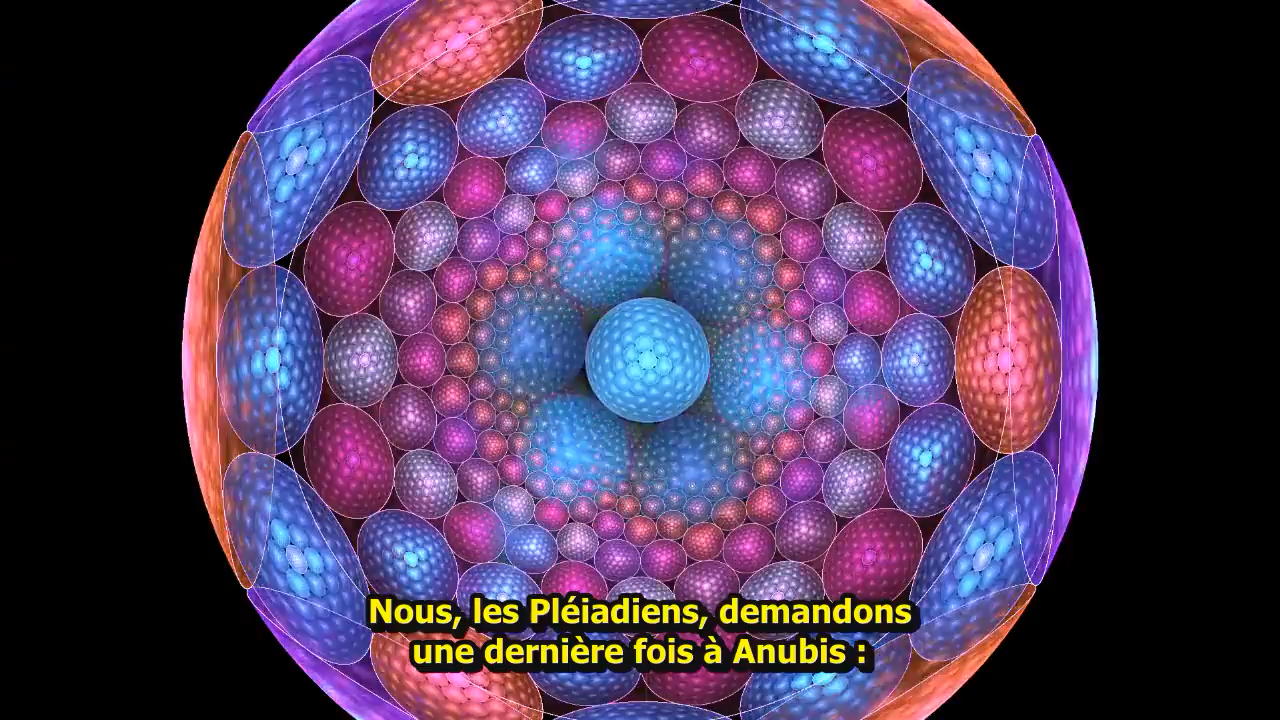 Nous, les Pléiadiens, demandons
une dernière fois à Anubis :